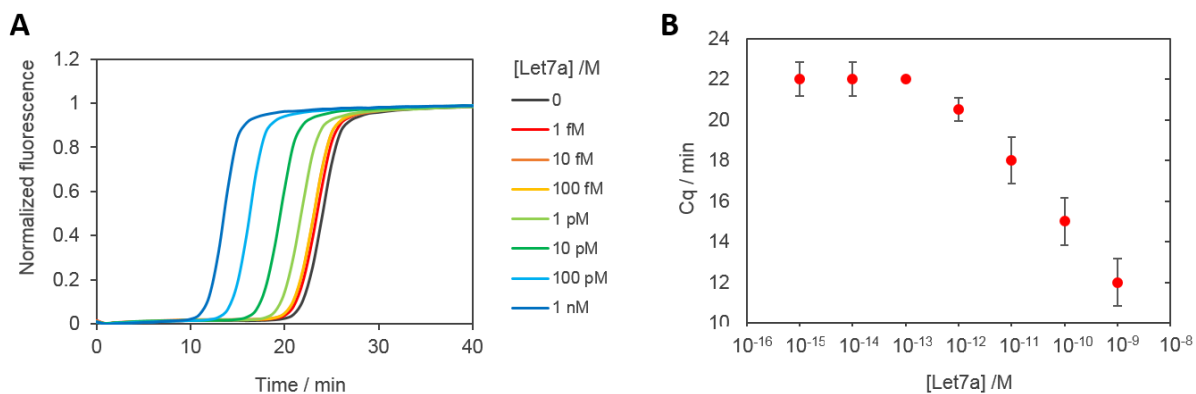 A
Normalized fluorescence
1.2
1
0.8
0.6
0.4
0.2
0
0 10 20 30 40
Time / min
[Let7a] /M
0
1 fM
10 fM
100 fM
1 pM
10 pM
100 pM
1 nM
B
Cq / min
24
22
20
18
16
14
12
10
10⁻¹⁶ 10⁻¹⁵ 10⁻¹⁴ 10⁻¹³ 10⁻¹² 10⁻¹¹ 10⁻¹⁰ 10⁻⁹ 10⁻⁸
[Let7a] /M